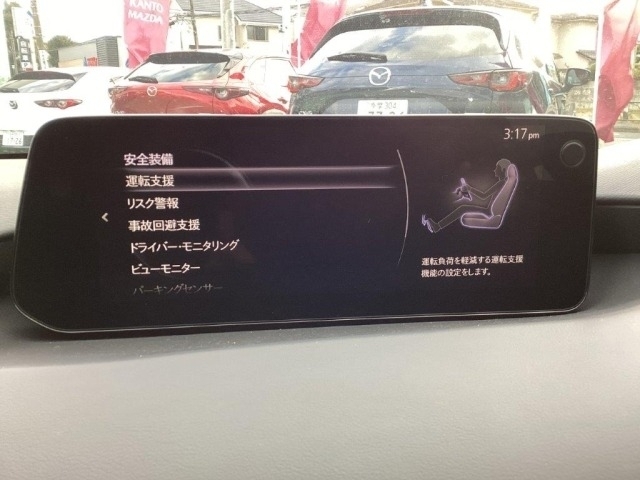 KANTO
MAZDA
3:17 pm
安全装備
運転支援
リスク警報
事故回避支援
ドライバー・モニタリング
ビューモニター
パーキングセンサー
運転負荷を軽減する運転支援
機能の設定をします。